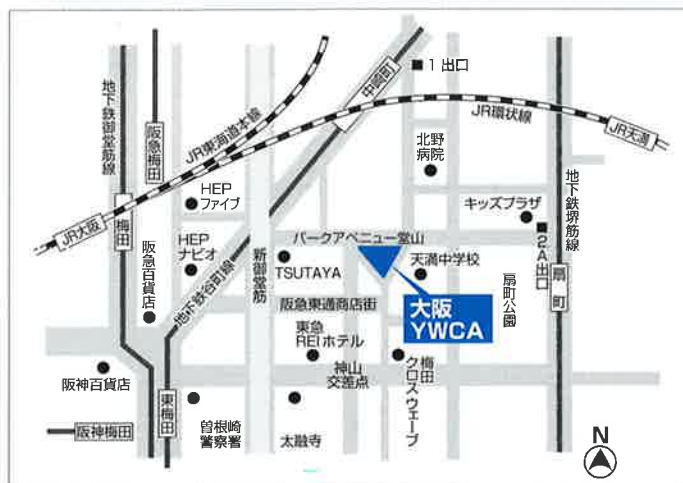 地下鉄御堂筋線
阪急梅田
JR東海道本線
中崎町
1出口
JR環状線
JR天満
北野
病院
地下鉄堺筋線
HEP
ファイブ
キッズプラザ
JR大阪
梅田
阪急百貨店
HEP
ナビオ
地下鉄谷町線
新御堂筋
パークアベニュー堂山
TSUTAYA
天満中学校
2A出口
扇町公園
扇町
阪急東通商店街
大阪
YWCA
東急
REIホテル
神山
交差点
梅田
クロスウェーブ
阪神百貨店
東梅田
阪神梅田
曽根崎
警察署
太融寺
N